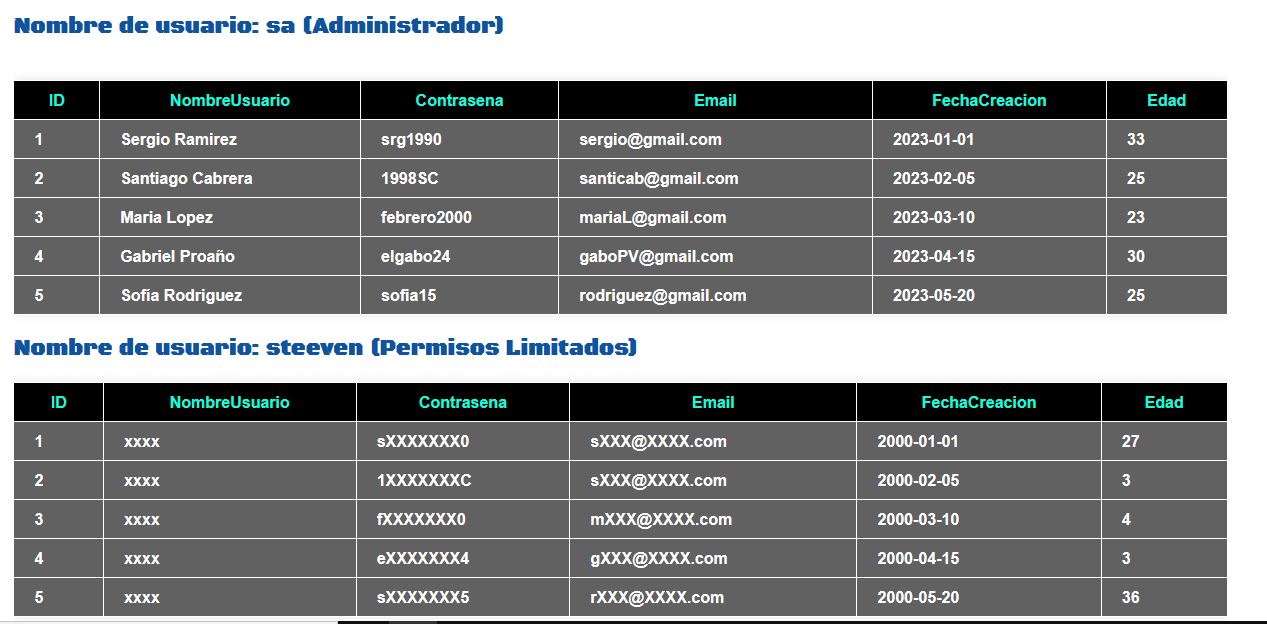 Nombre de usuario: sa (Administrador)
ID NombreUsuario Contrasena Email FechaCreacion Edad
1 Sergio Ramirez srg1990 sergio@gmail.com 2023-01-01 33
2 Santiago Cabrera 1998SC santicab@gmail.com 2023-02-05 25
3 Maria Lopez febrero2000 mariaL@gmail.com 2023-03-10 23
4 Gabriel Proaño elgabo24 gaboPV@gmail.com 2023-04-15 30
5 Sofia Rodriguez sofia15 rodriguez@gmail.com 2023-05-20 25
Nombre de usuario: steeven (Permisos Limitados)
ID NombreUsuario Contrasena Email FechaCreacion Edad
1 xxxx sXXXXXXX0 sXXX@XXXX.com 2000-01-01 27
2 xxxx 1XXXXXXXC sXXX@XXXX.com 2000-02-05 3
3 xxxx fXXXXXXX0 mXXX@XXXX.com 2000-03-10 4
4 xxxx eXXXXXXX4 gXXX@XXXX.com 2000-04-15 3
5 xxxx sXXXXXXX5 rXXX@XXXX.com 2000-05-20 36